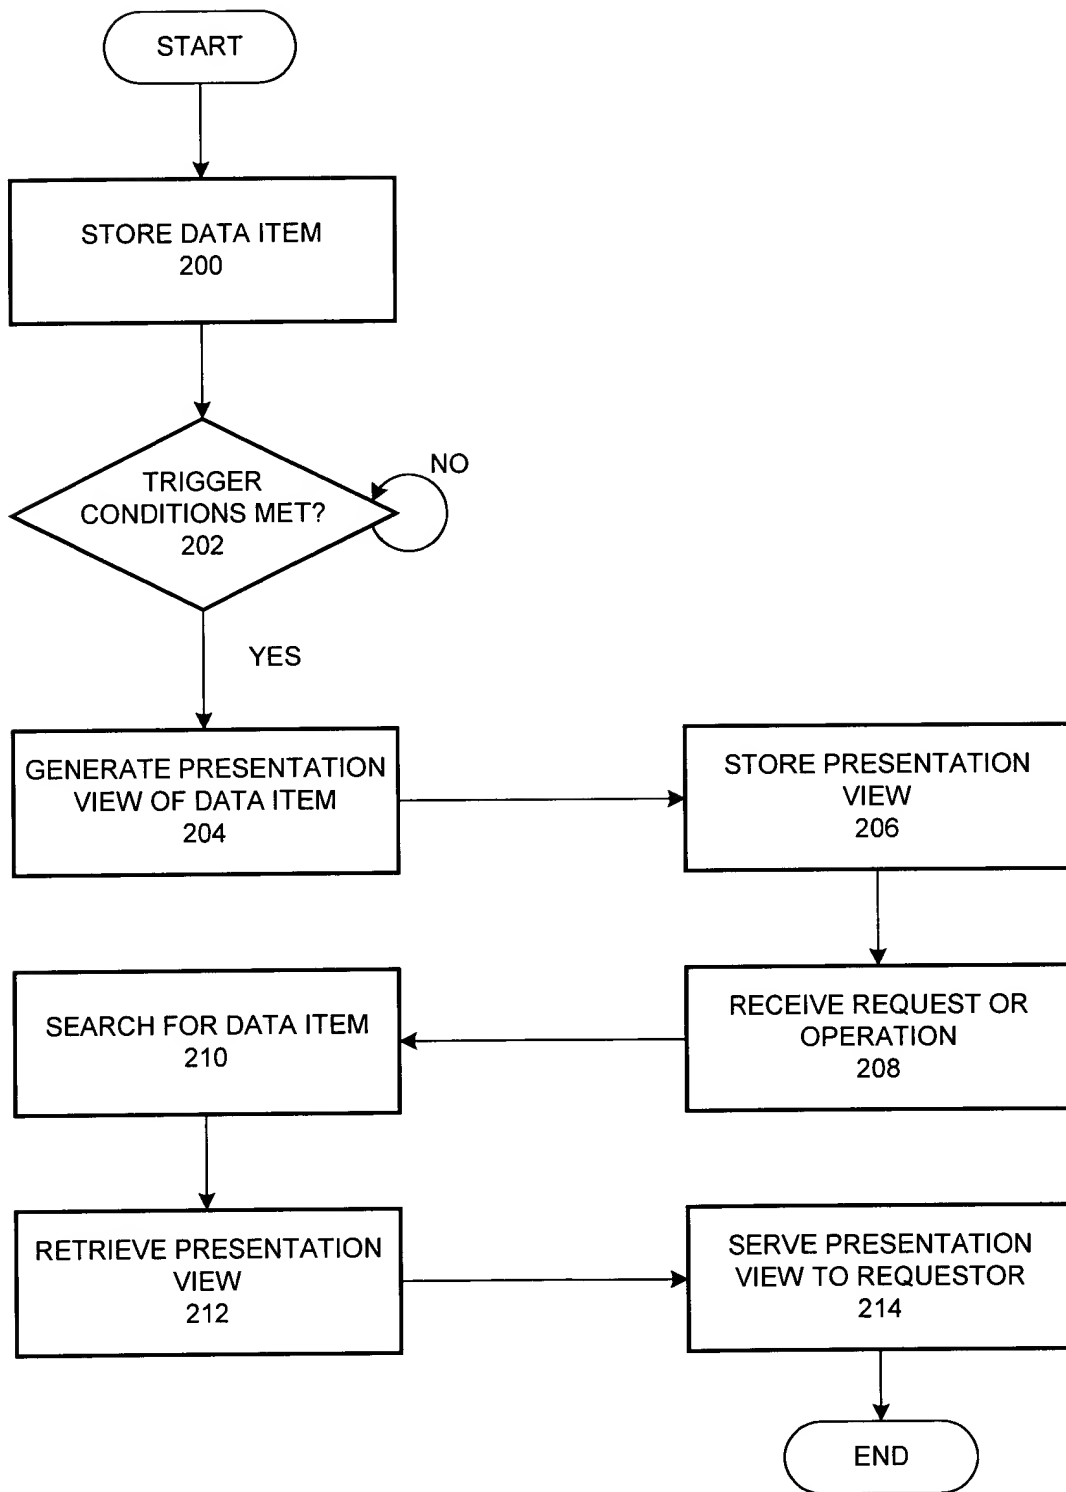 START
STORE DATA ITEM
200
TRIGGER
CONDITIONS MET?
202
NO
YES
GENERATE PRESENTATION
VIEW OF DATA ITEM
204
STORE PRESENTATION
VIEW
206
RECEIVE REQUEST OR
OPERATION
208
SEARCH FOR DATA ITEM
210
RETRIEVE PRESENTATION
VIEW
212
SERVE PRESENTATION
VIEW TO REQUESTOR
214
END